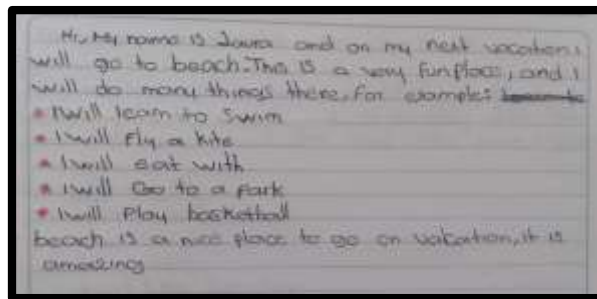 Hi, My name is Laura and on my next vacation I
will go to beach. This is a very fun place, and I
will do many things there, for example:
• I will learn to swim
• I will Fly a kite
• I will eat with
• I will Go to a park
• I will Play basketball
beach is a nice place to go on vakation, it is
amazing